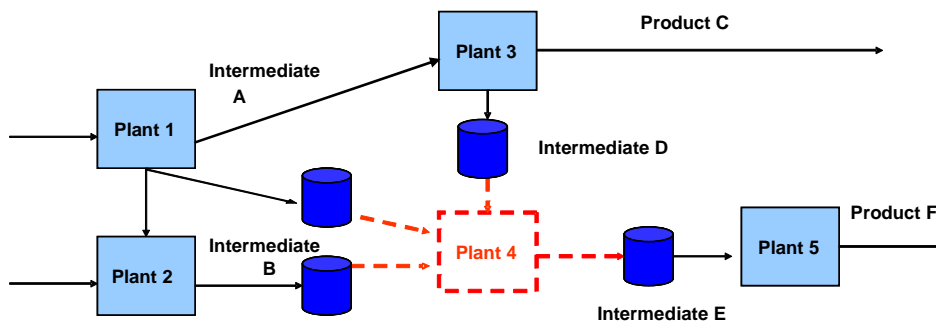 Product C
Plant 3
Intermediate
A
Plant 1
Intermediate D
Product F
Intermediate
B
Plant 4
Plant 5
Plant 2
Intermediate E